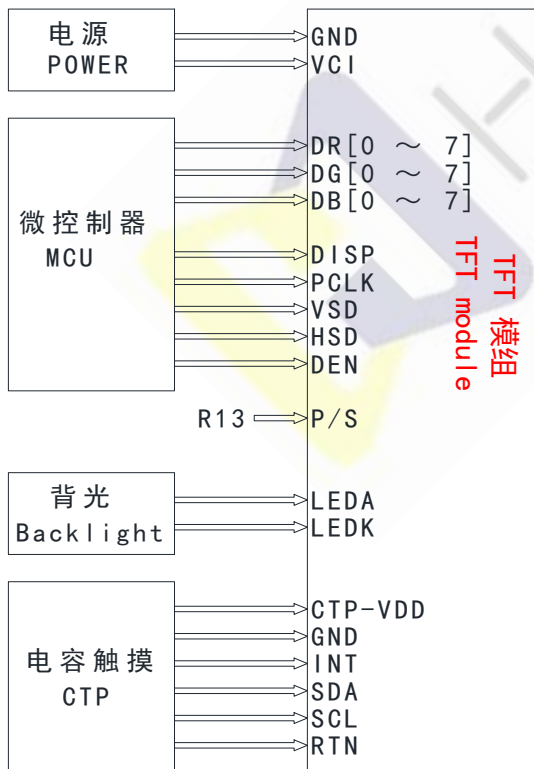 电源
POWER
GND
VCI
微控制器
MCU
DR[0 ～ 7]
DG[0 ～ 7]
DB[0 ～ 7]
DISP
PCLK
VSD
HSD
DEN
TFT 模组
TFT module
R13
P/S
背光
Backlight
LEDA
LEDK
电容触摸
CTP
CTP-VDD
GND
INT
SDA
SCL
RTN